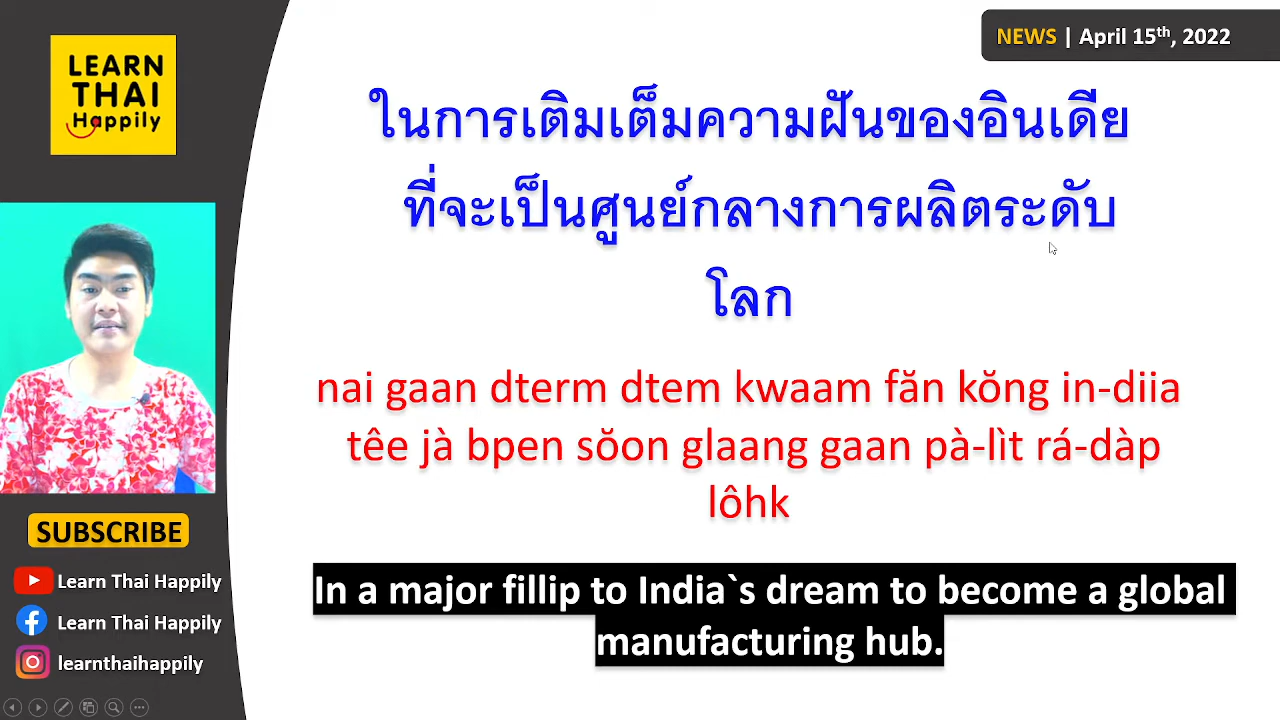 LEARN
THAI
Happily
NEWS | April 15th, 2022
ในการเติมเต็มความฝันของอินเดีย
ที่จะเป็นศูนย์กลางการผลิตระดับ
โลก
nai gaan dterm dtem kwaam făn kŏng in-diia
têe jà bpen sŏon glaang gaan pà-lìt rá-dàp
lôhk
In a major fillip to India`s dream to become a global
manufacturing hub.
SUBSCRIBE
Learn Thai Happily
Learn Thai Happily
learnthaihappily